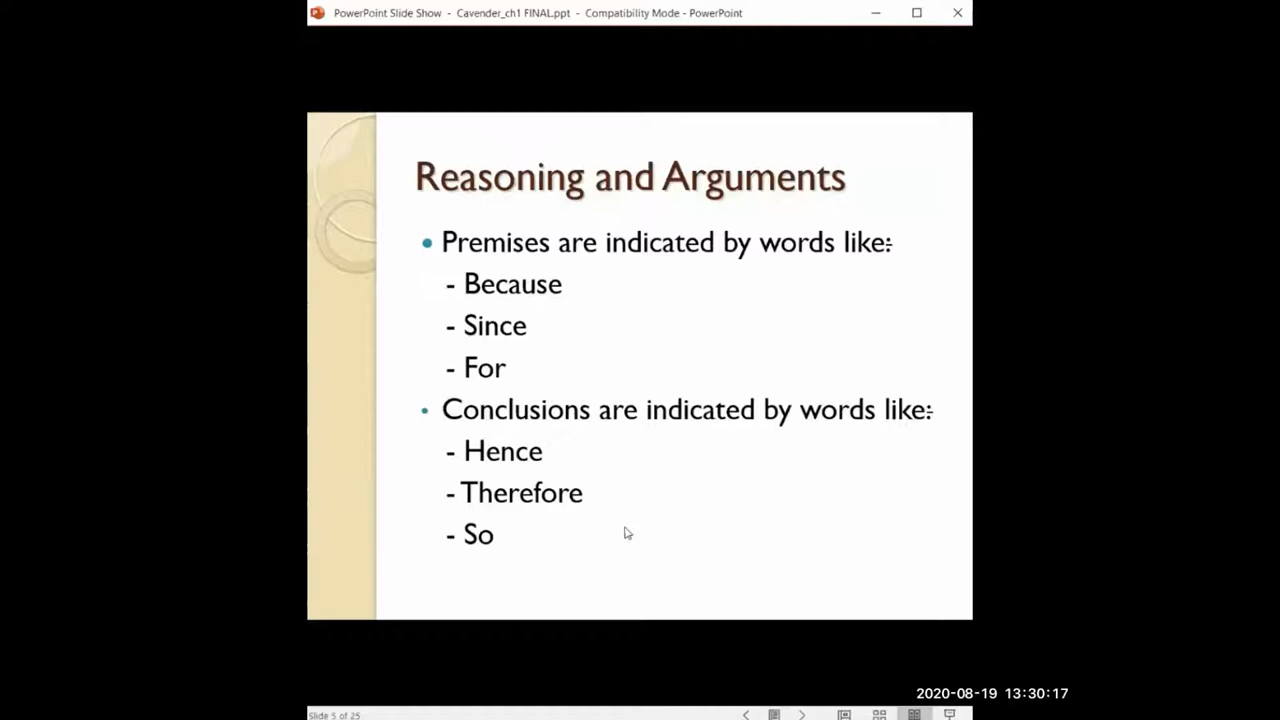 PowerPoint Slide Show - Cavender_ch1 FINAL.ppt - Compatibility Mode - PowerPoint
Reasoning and Arguments
• Premises are indicated by words like:
- Because
- Since
- For
• Conclusions are indicated by words like:
- Hence
- Therefore
- So
2020-08-19 13:30:17
Slide 5 of 25